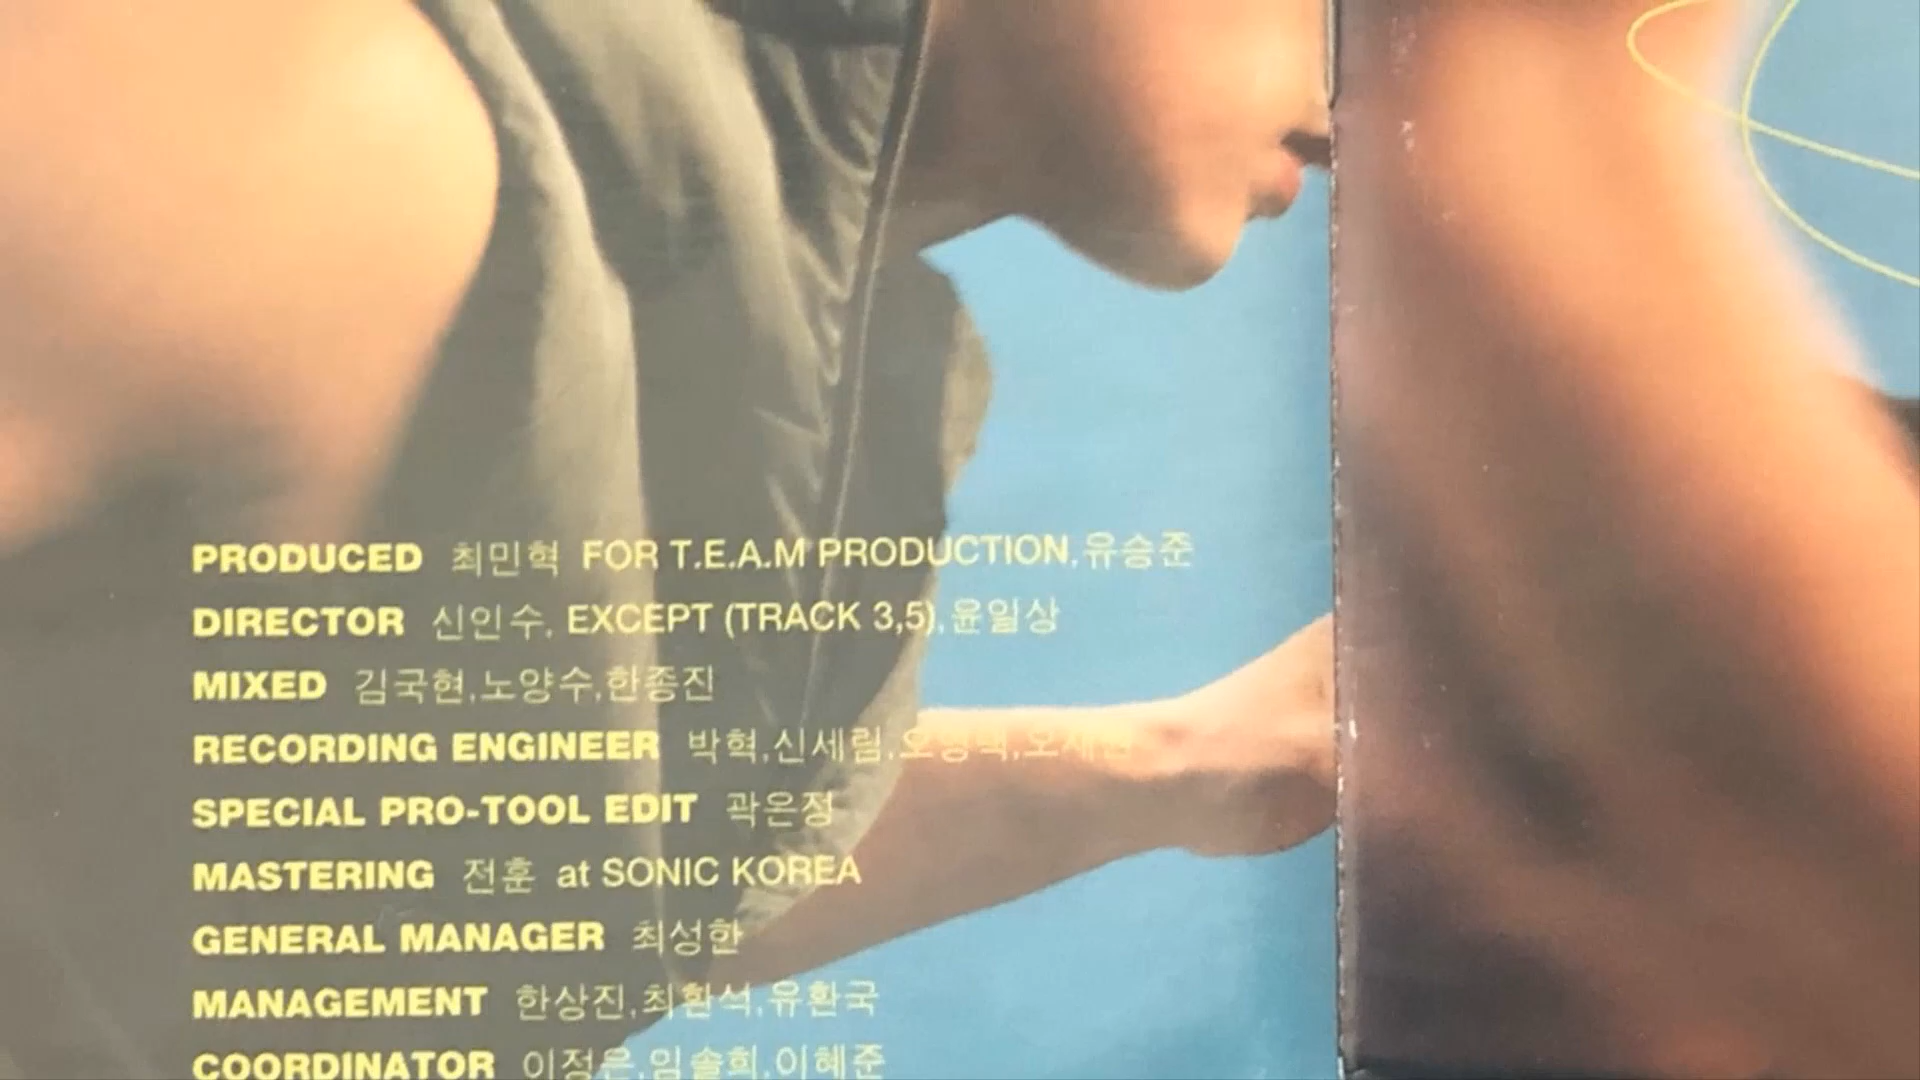 PRODUCED 최민혁 FOR T.E.A.M PRODUCTION,유승준
DIRECTOR 신인수, EXCEPT (TRACK 3,5),윤일상
MIXED 김국현,노양수,한종진
RECORDING ENGINEER 박혁,신세림,
SPECIAL PRO-TOOL EDIT 곽은정
MASTERING 전훈 at SONIC KOREA
GENERAL MANAGER 최성한
MANAGEMENT 한상진,최환석,유환국
COORDINATOR 이정은,임솔희,이혜준